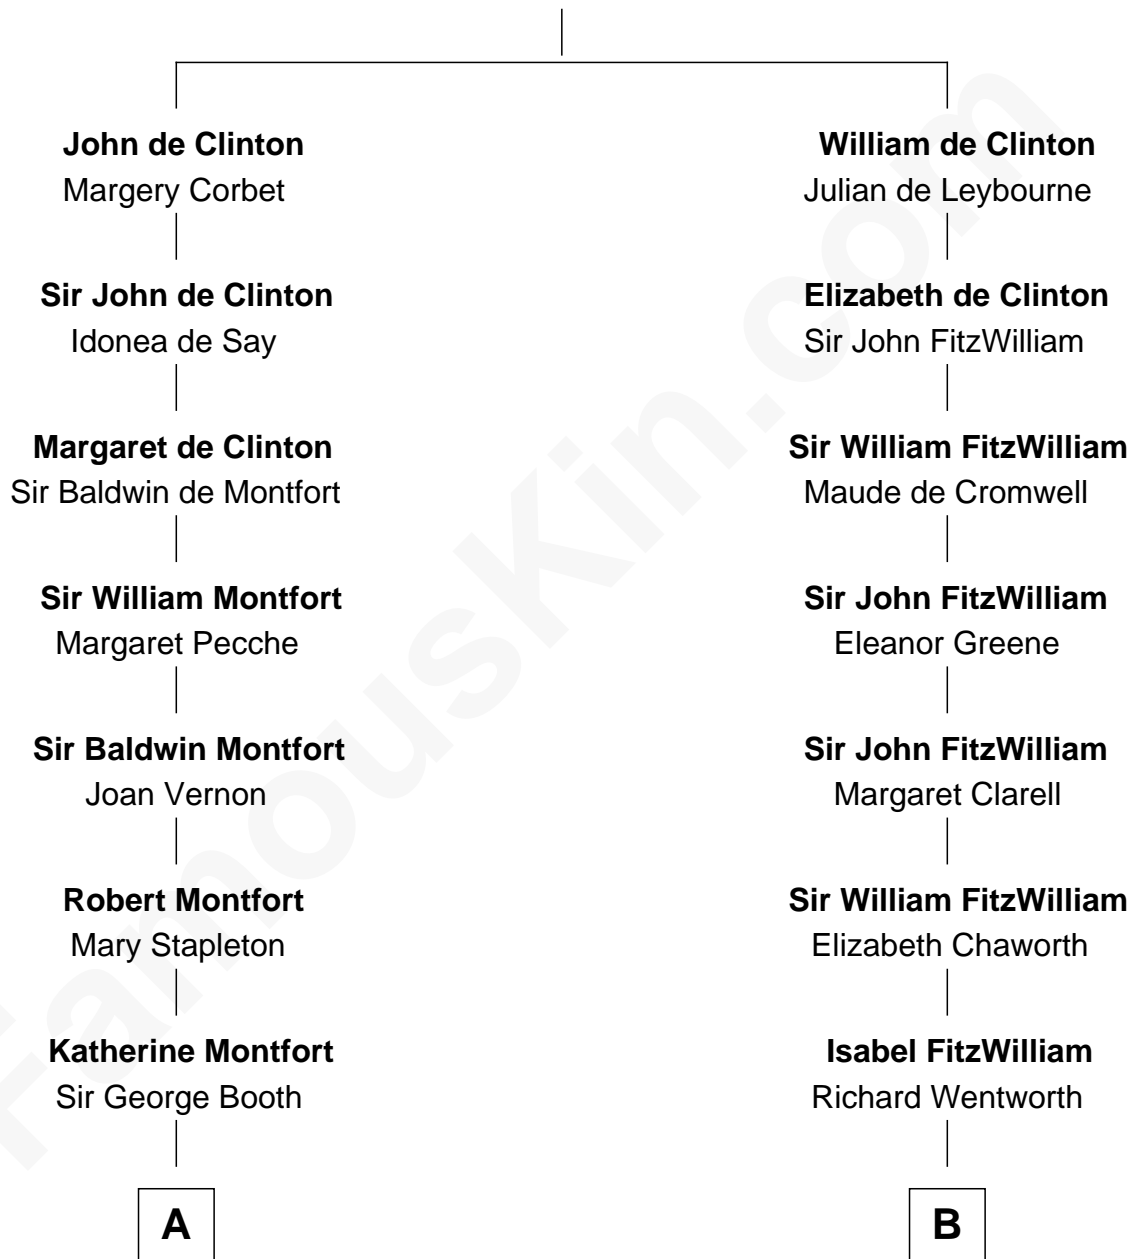 John de Clinton
Margery Corbet
Sir John de Clinton
Idonea de Say
Margaret de Clinton
Sir Baldwin de Montfort
Sir William Montfort
Margaret Pecche
Sir Baldwin Montfort
Joan Vernon
Robert Montfort
Mary Stapleton
Katherine Montfort
Sir George Booth
A
William de Clinton
Julian de Leybourne
Elizabeth de Clinton
Sir John FitzWilliam
Sir William FitzWilliam
Maude de Cromwell
Sir John FitzWilliam
Eleanor Greene
Sir John FitzWilliam
Margaret Clarell
Sir William FitzWilliam
Elizabeth Chaworth
Isabel FitzWilliam
Richard Wentworth
B
FamousKin.com